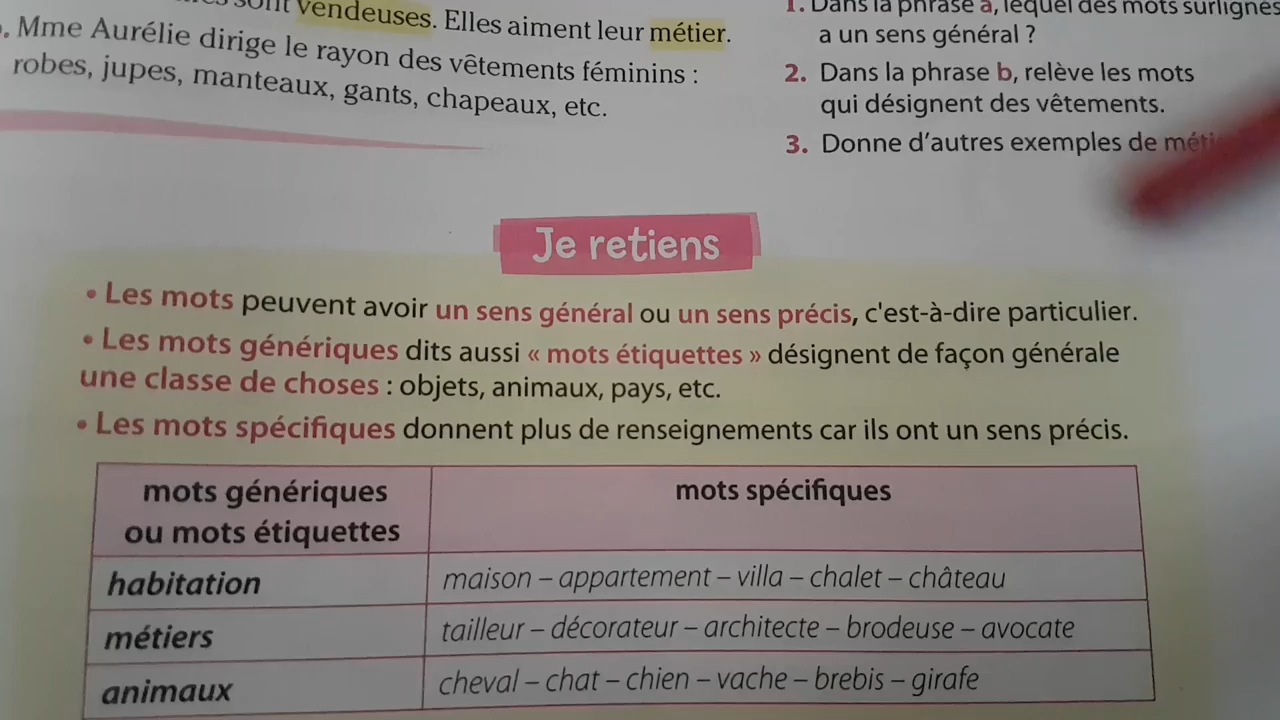 sont vendeuses. Elles aiment leur métier.
. Mme Aurélie dirige le rayon des vêtements féminins :
robes, jupes, manteaux, gants, chapeaux, etc.
1. Dans la phrase a, lequel des mots surlignés
a un sens général ?
2. Dans la phrase b, relève les mots
qui désignent des vêtements.
3. Donne d'autres exemples de
Je retiens
• Les mots peuvent avoir un sens général ou un sens précis, c'est-à-dire particulier.
• Les mots génériques dits aussi « mots étiquettes » désignent de façon générale
une classe de choses : objets, animaux, pays, etc.
• Les mots spécifiques donnent plus de renseignements car ils ont un sens précis.
mots génériques
ou mots étiquettes
mots spécifiques
habitation
maison – appartement – villa – chalet – château
métiers
tailleur – décorateur – architecte – brodeuse – avocate
animaux
cheval – chat – chien – vache – brebis – girafe